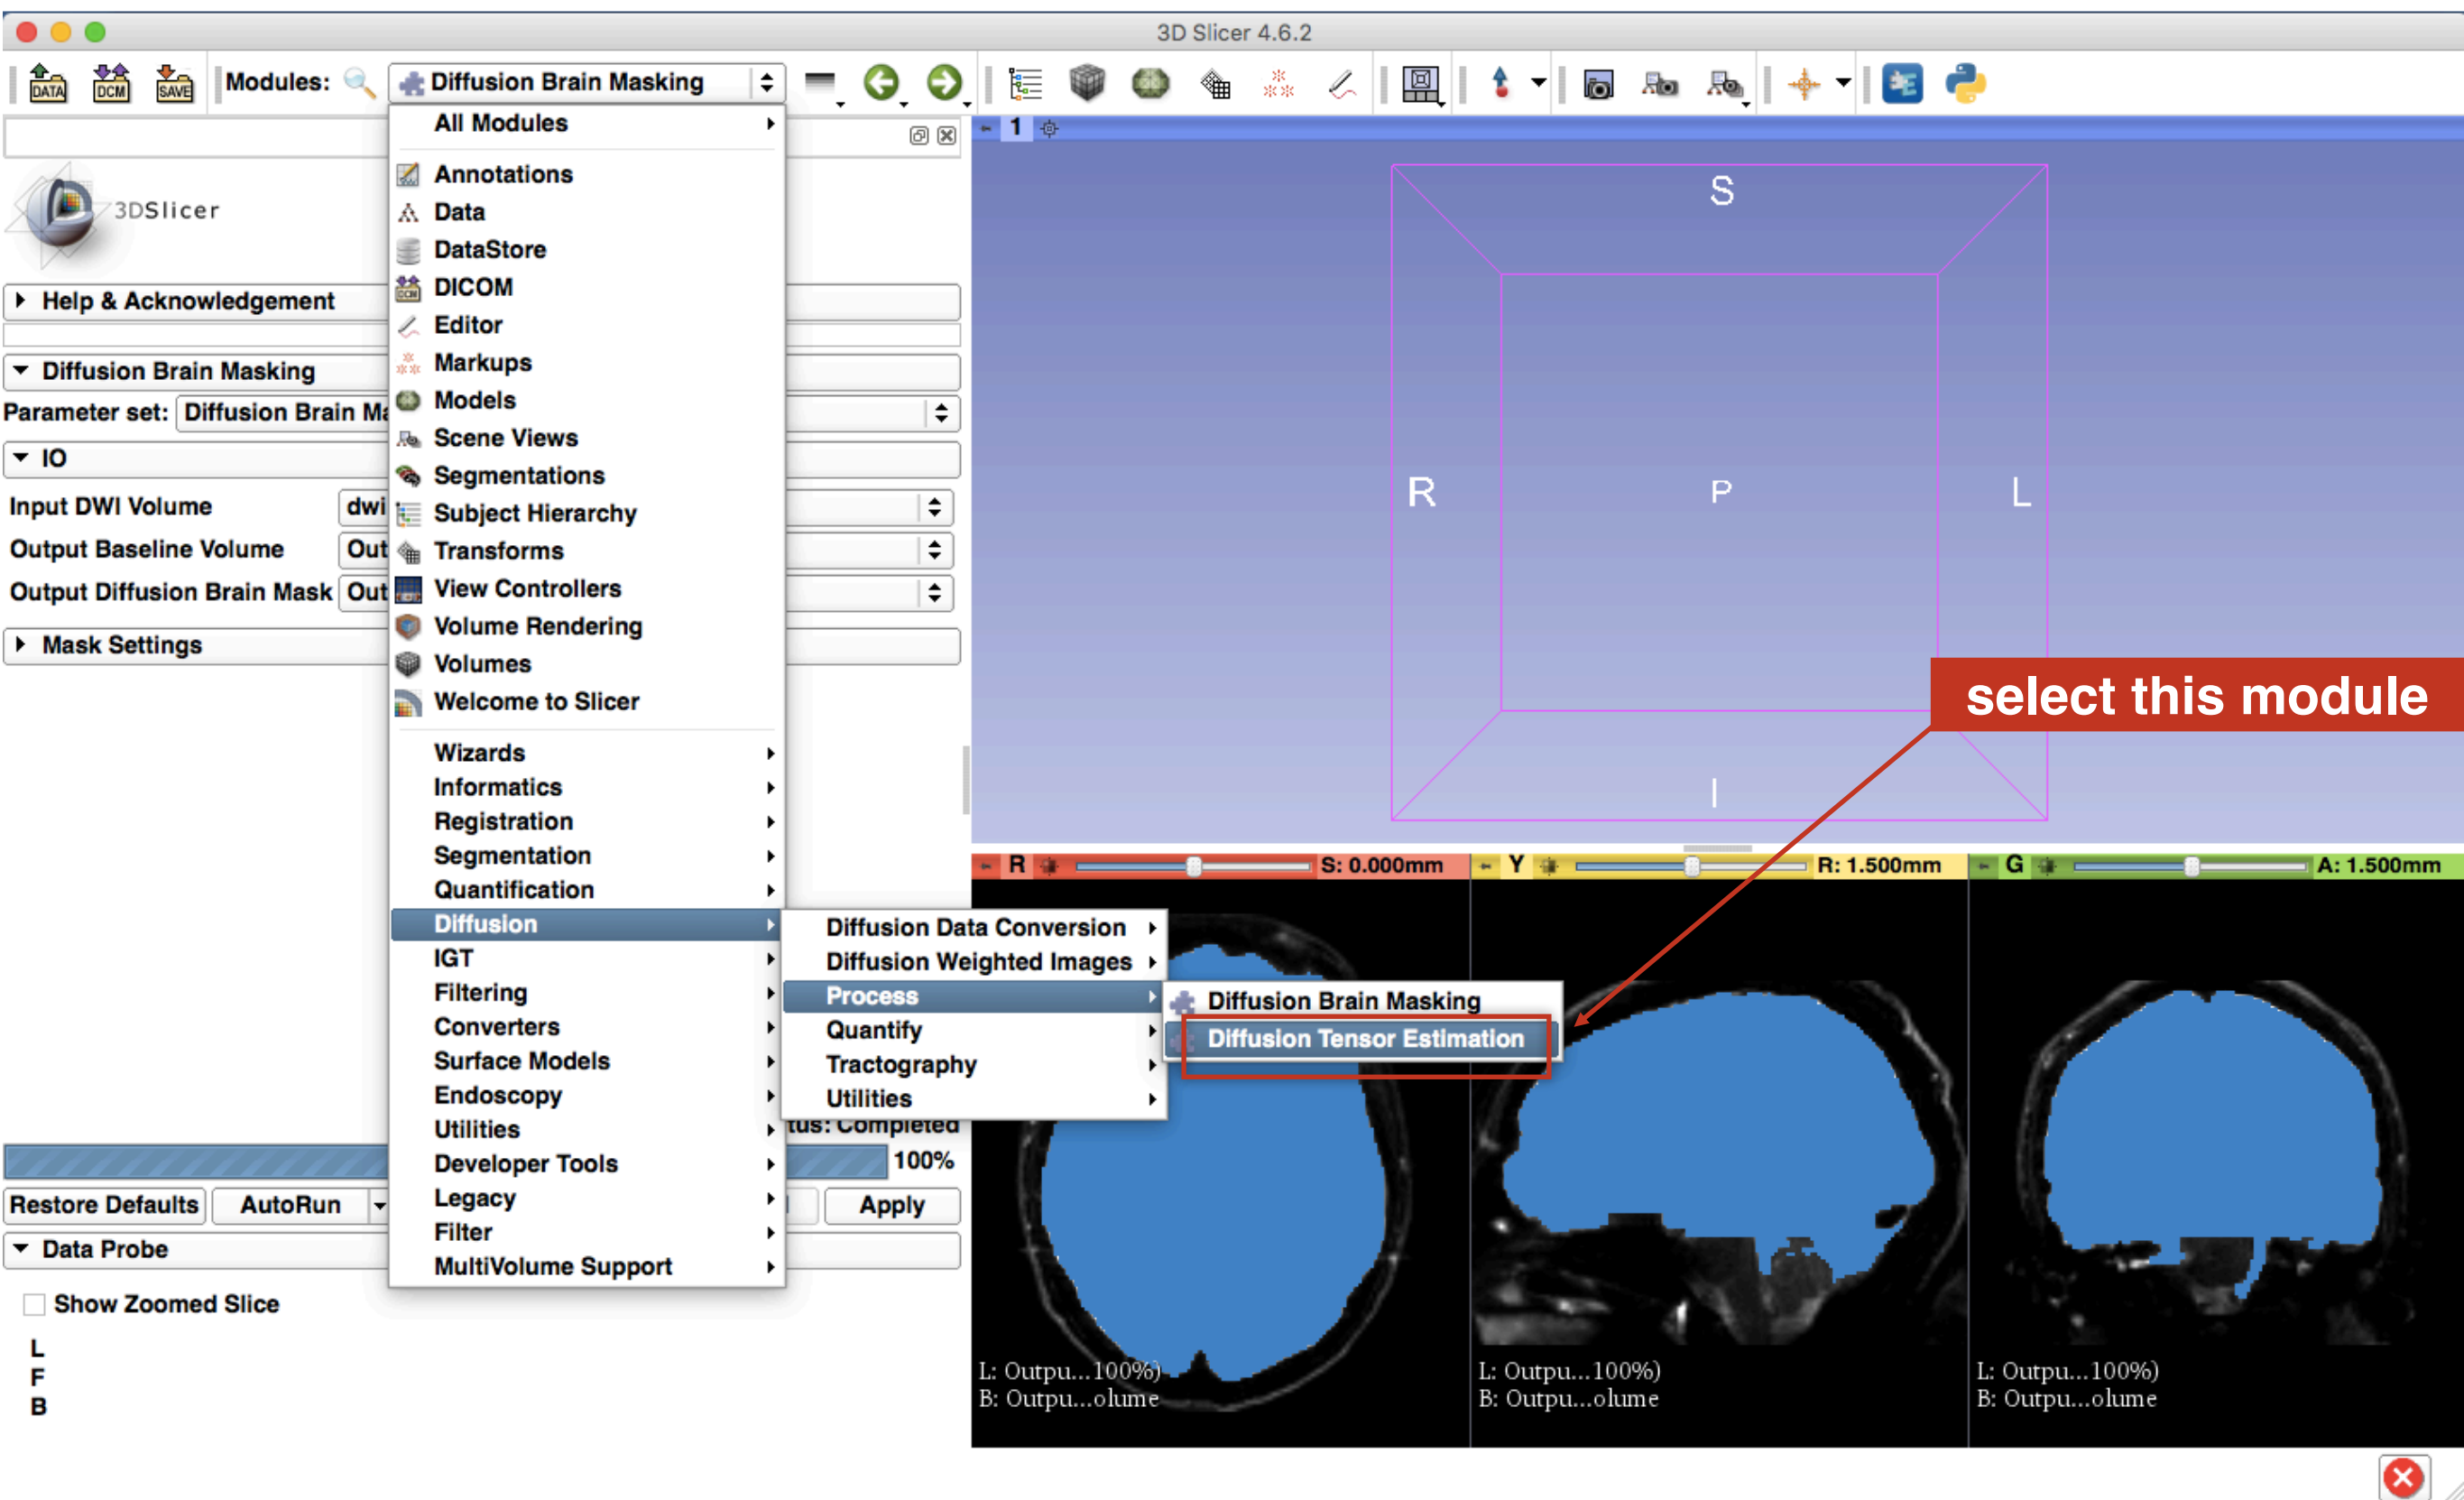 3D Slicer 4.6.2
DATA
DCM
SAVE
Modules:
Diffusion Brain Masking
3DSlicer
Help & Acknowledgement
Diffusion Brain Masking
Parameter set: Diffusion Brain Ma
IO
Input DWI Volume dwi
Output Baseline Volume Out
Output Diffusion Brain Mask Out
Mask Settings
All Modules
Annotations
Data
DataStore
DICOM
Editor
Markups
Models
Scene Views
Segmentations
Subject Hierarchy
Transforms
View Controllers
Volume Rendering
Volumes
Welcome to Slicer
Wizards
Informatics
Registration
Segmentation
Quantification
Diffusion
IGT
Filtering
Converters
Surface Models
Endoscopy
Utilities
Developer Tools
Legacy
Filter
MultiVolume Support
Diffusion Data Conversion
Diffusion Weighted Images
Process
Quantify
Tractography
Utilities
Diffusion Brain Masking
Diffusion Tensor Estimation
select this module
1
S
R
P
L
I
R S: 0.000mm
Y R: 1.500mm
G A: 1.500mm
tus: Completed
100%
Restore Defaults
AutoRun
Apply
Data Probe
Show Zoomed Slice
L
F
B
L: Outpu...100%)
B: Outpu...olume
L: Outpu...100%)
B: Outpu...olume
L: Outpu...100%)
B: Outpu...olume